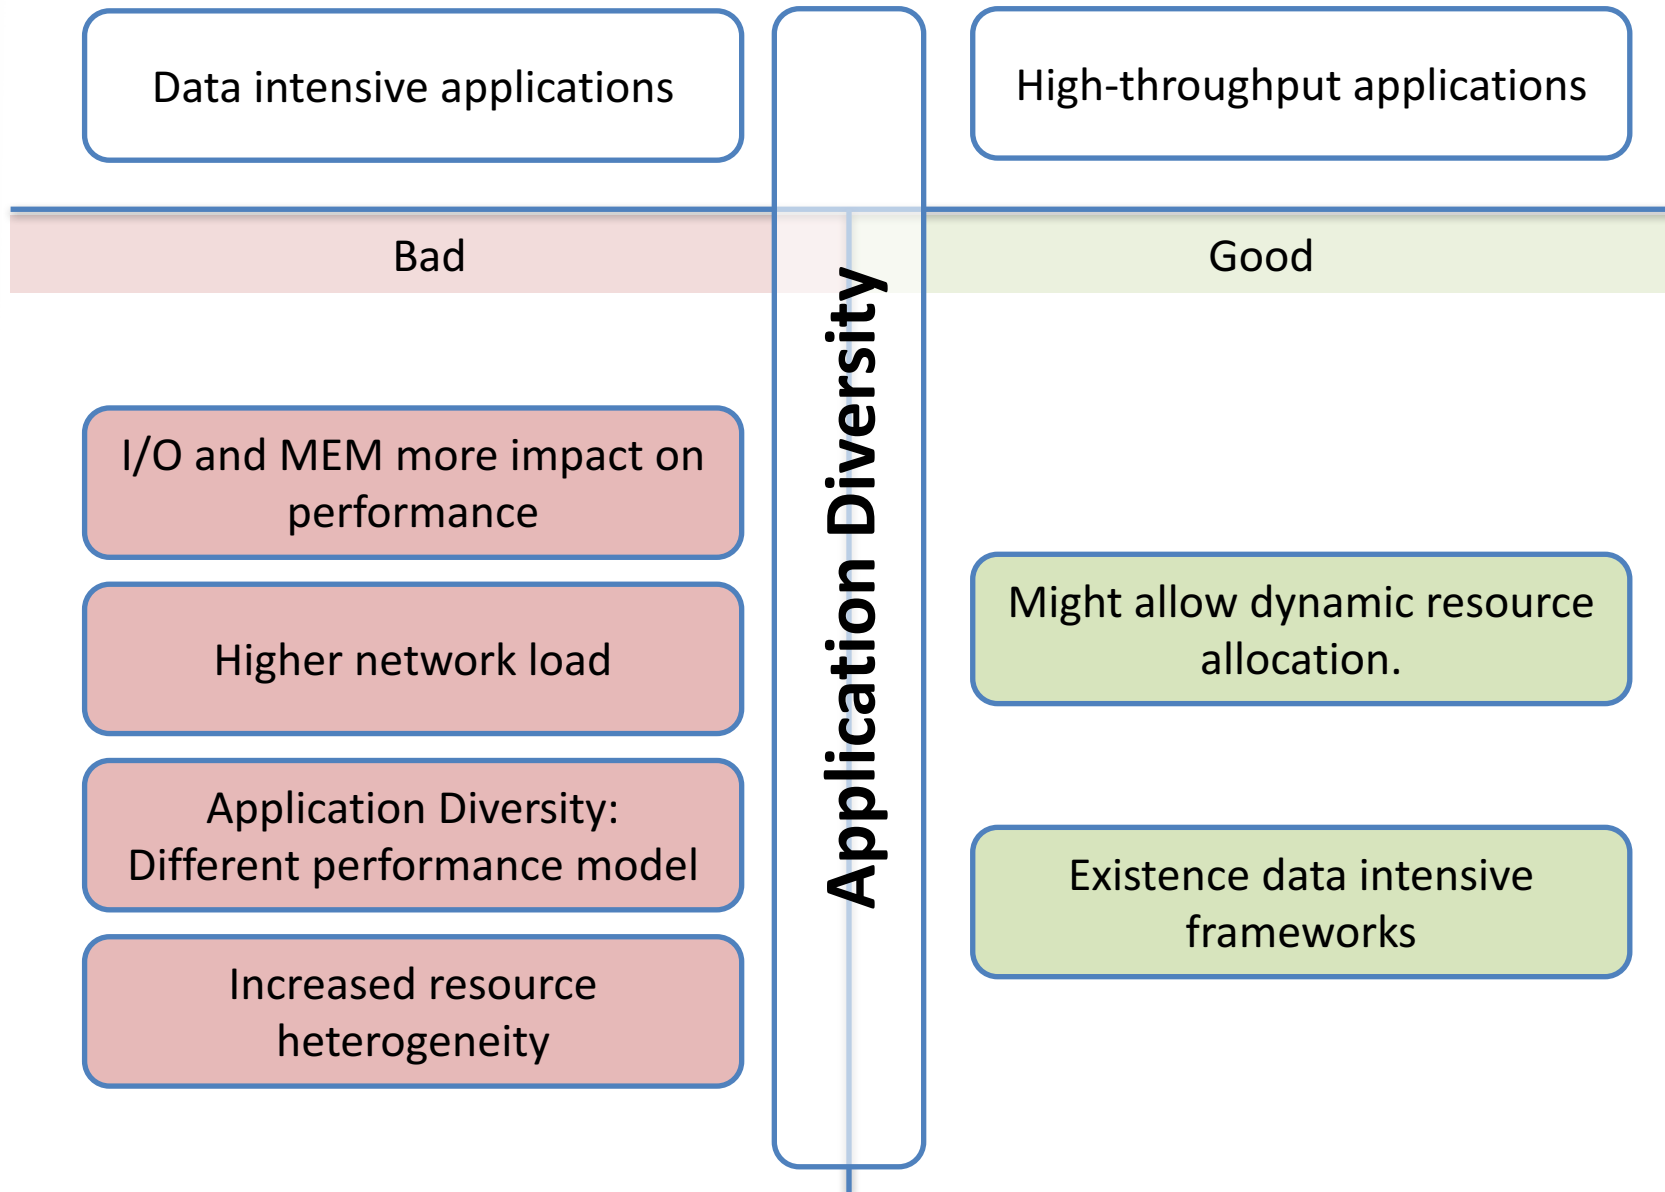 Data intensive applications
High-throughput applications
Bad
Good
I/O and MEM more impact on
performance
Higher network load
Application Diversity:
Different performance model
Increased resource
heterogeneity
Application Diversity
Might allow dynamic resource
allocation.
Existence data intensive
frameworks